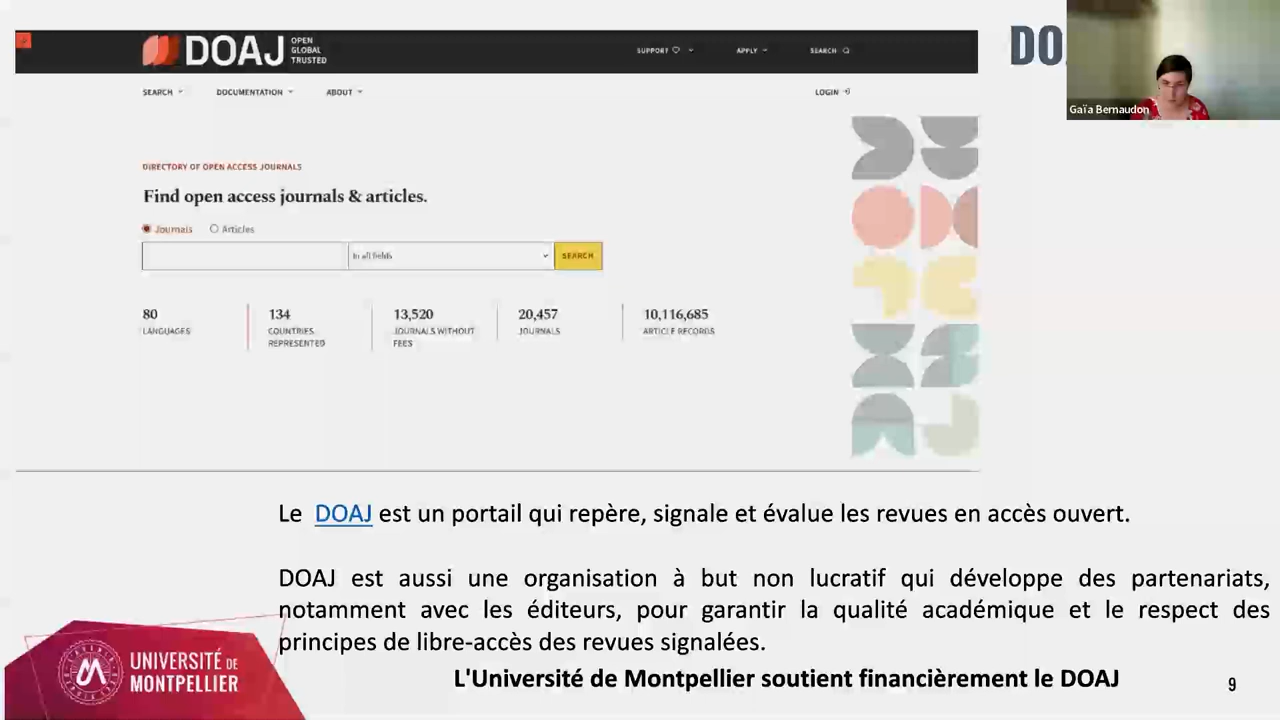 DOAJ OPEN GLOBAL TRUSTED
SUPPORT APPLY SEARCH
DO
Gaïa Bernaudon
SEARCH DOCUMENTATION ABOUT LOGIN
DIRECTORY OF OPEN ACCESS JOURNALS
Find open access journals & articles.
Journals Articles
In all fields SEARCH
80 134 13,520 20,457 10,116,685
LANGUAGES COUNTRIES REPRESENTED JOURNALS WITHOUT FEES JOURNALS ARTICLE RECORDS
Le DOAJ est un portail qui repère, signale et évalue les revues en accès ouvert.
DOAJ est aussi une organisation à but non lucratif qui développe des partenariats,
notamment avec les éditeurs, pour garantir la qualité académique et le respect des
principes de libre-accès des revues signalées.
L'Université de Montpellier soutient financièrement le DOAJ
UNIVERSITÉ DE
MONTPELLIER
9